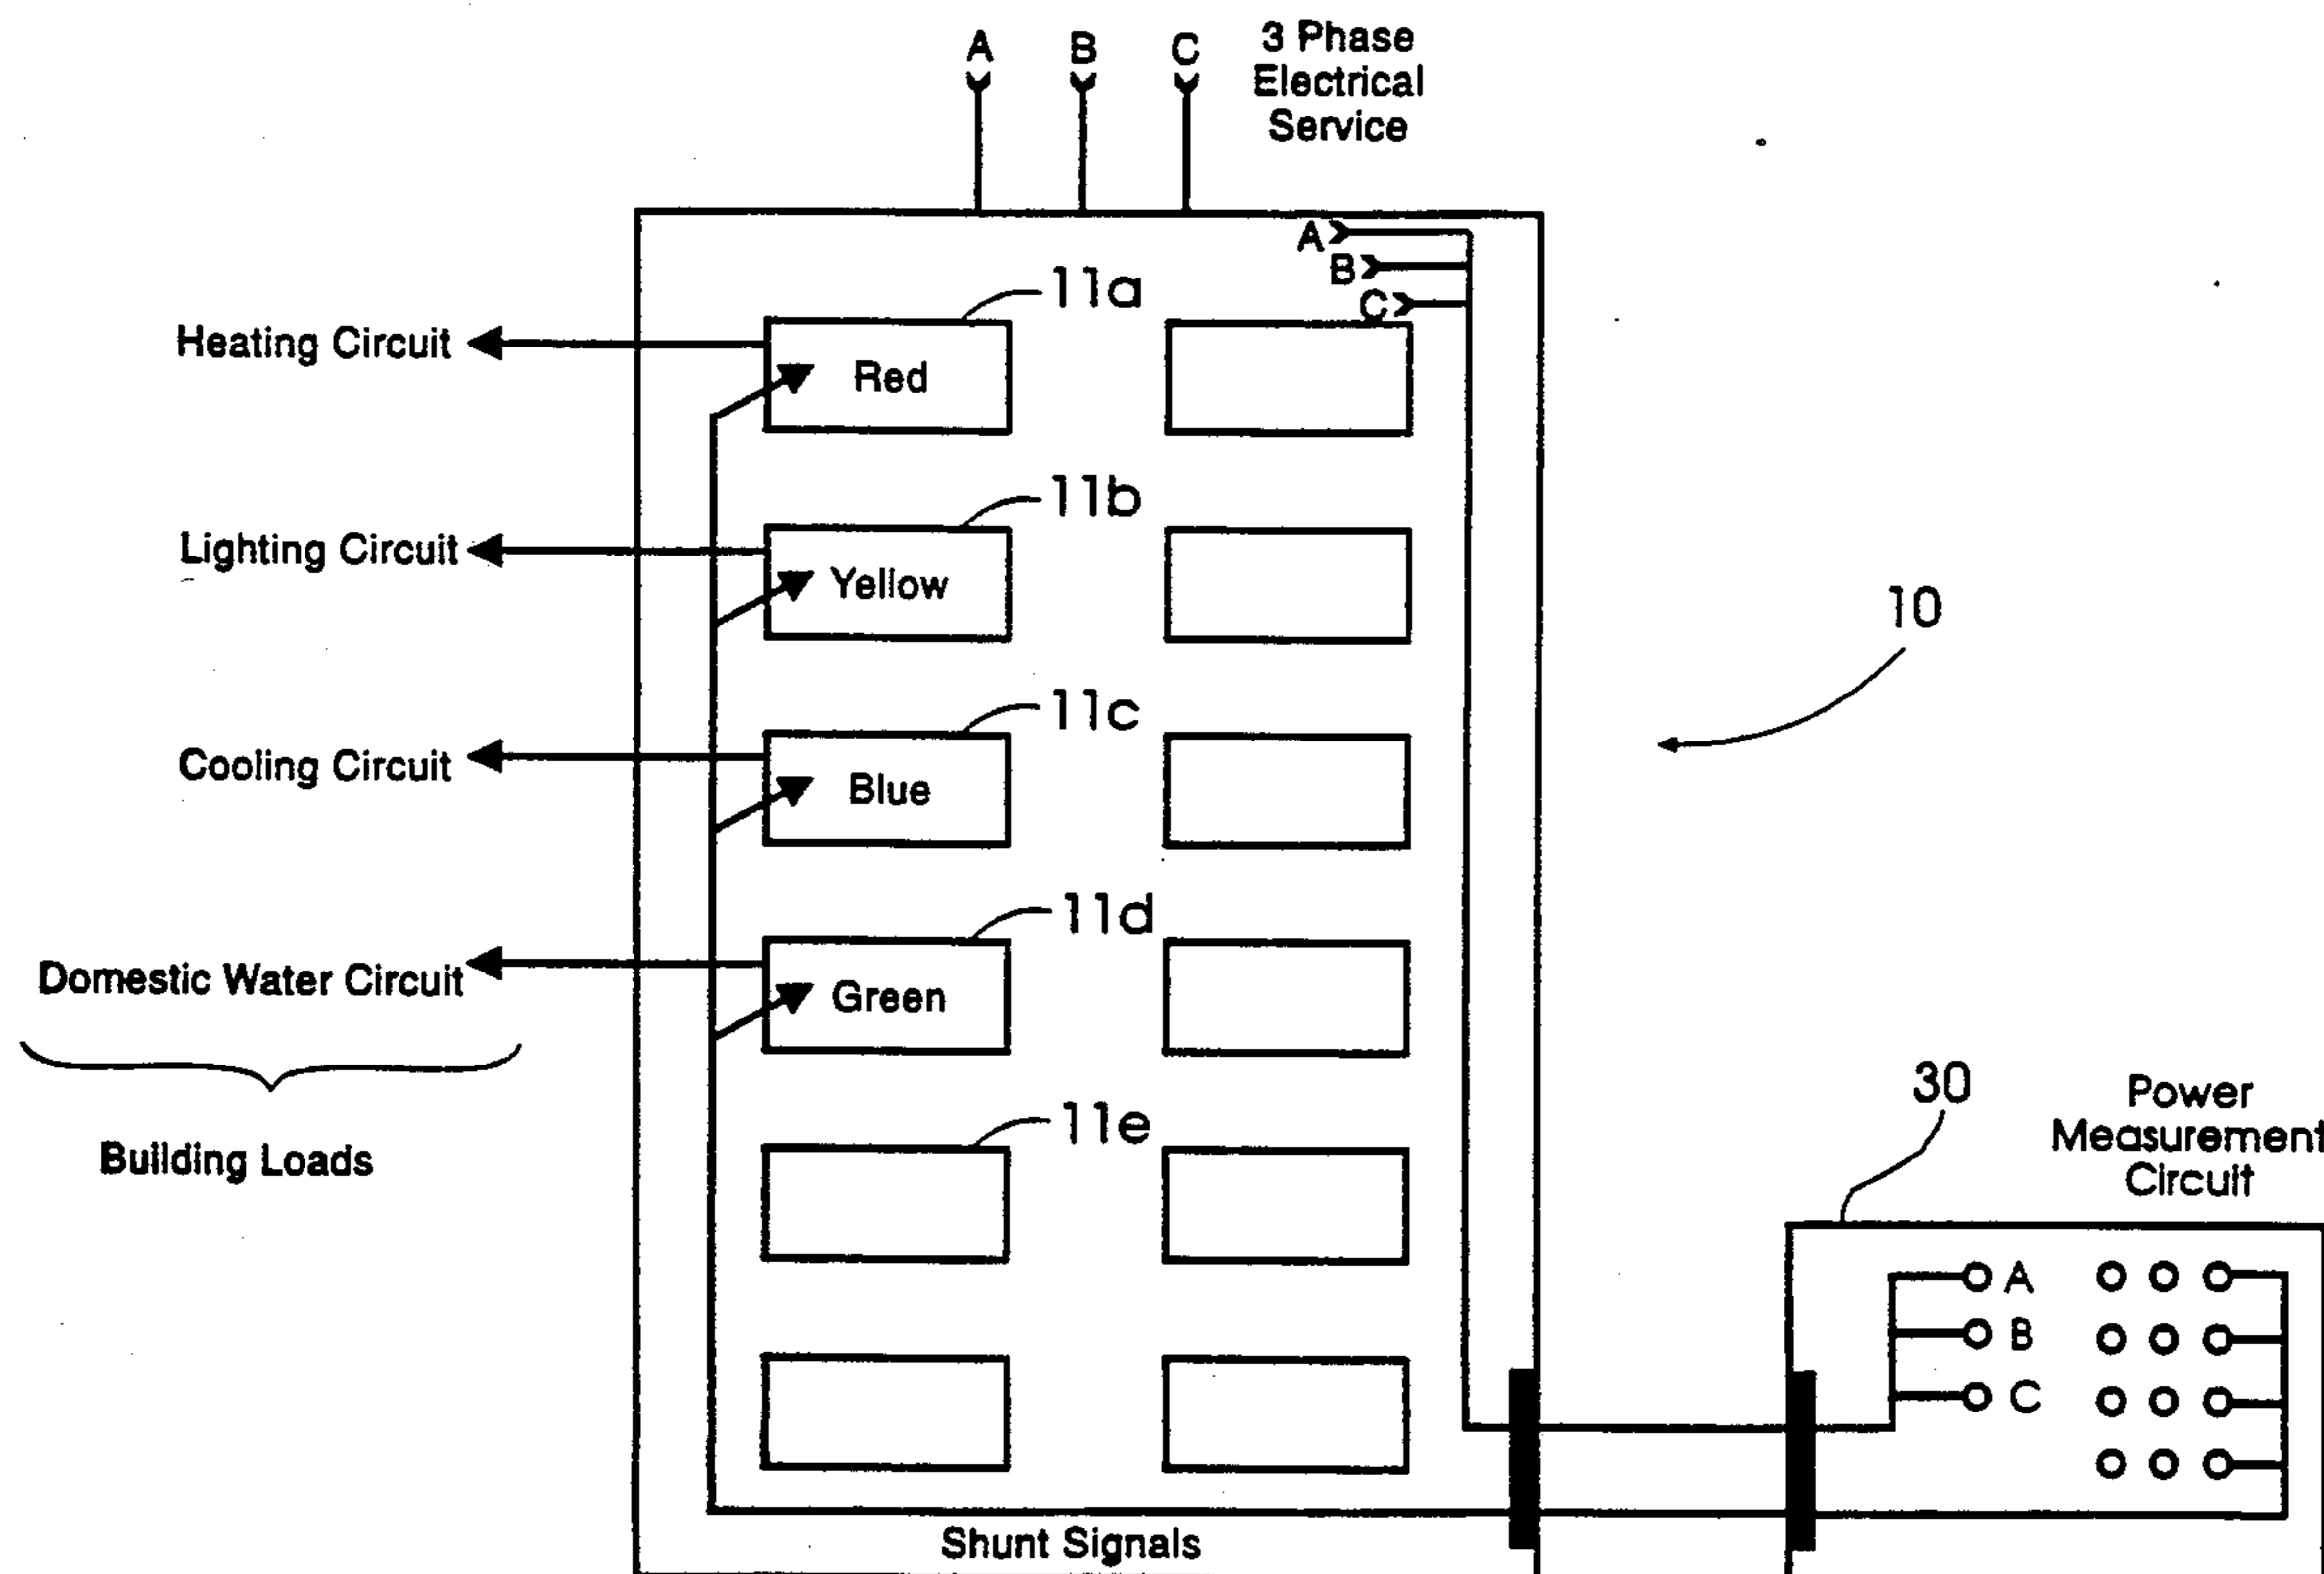 A B C
3 Phase
Electrical
Service
A
B
C
11a
Heating Circuit
Red
11b
Lighting Circuit
Yellow
10
11c
Cooling Circuit
Blue
11d
Domestic Water Circuit
Green
30
Power
Measurement
Circuit
11e
Building Loads
A
B
C
Shunt Signals